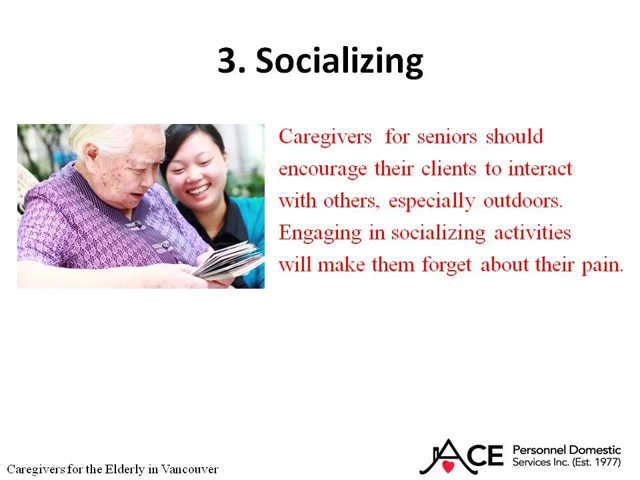 3. Socializing
Caregivers for seniors should
encourage their clients to interact
with others, especially outdoors.
Engaging in socializing activities
will make them forget about their pain.
Caregivers for the Elderly in Vancouver
ACE
Personnel Domestic
Services Inc. (Est. 1977)